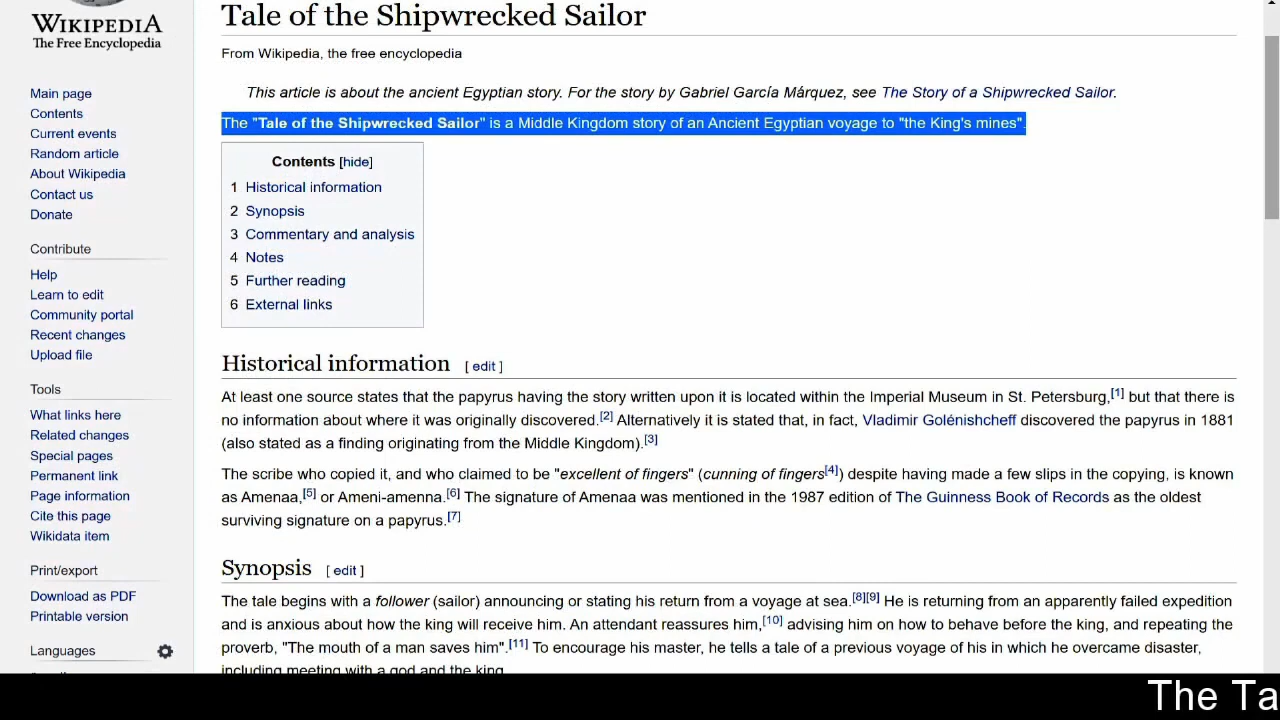 WIKIPEDIA
The Free Encyclopedia
Main page
Contents
Current events
Random article
About Wikipedia
Contact us
Donate
Contribute
Help
Learn to edit
Community portal
Recent changes
Upload file
Tools
What links here
Related changes
Special pages
Permanent link
Page information
Cite this page
Wikidata item
Print/export
Download as PDF
Printable version
Languages
Tale of the Shipwrecked Sailor
From Wikipedia, the free encyclopedia
This article is about the ancient Egyptian story. For the story by Gabriel García Márquez, see The Story of a Shipwrecked Sailor.
The "Tale of the Shipwrecked Sailor" is a Middle Kingdom story of an Ancient Egyptian voyage to "the King's mines".
Contents [hide]
1 Historical information
2 Synopsis
3 Commentary and analysis
4 Notes
5 Further reading
6 External links
Historical information [ edit ]
At least one source states that the papyrus having the story written upon it is located within the Imperial Museum in St. Petersburg,[1] but that there is
no information about where it was originally discovered.[2] Alternatively it is stated that, in fact, Vladimir Golénishcheff discovered the papyrus in 1881
(also stated as a finding originating from the Middle Kingdom).[3]
The scribe who copied it, and who claimed to be "excellent of fingers" (cunning of fingers[4]) despite having made a few slips in the copying, is known
as Amenaa,[5] or Ameni-amenna.[6] The signature of Amenaa was mentioned in the 1987 edition of The Guinness Book of Records as the oldest
surviving signature on a papyrus.[7]
Synopsis [ edit ]
The tale begins with a follower (sailor) announcing or stating his return from a voyage at sea.[8][9] He is returning from an apparently failed expedition
and is anxious about how the king will receive him. An attendant reassures him,[10] advising him on how to behave before the king, and repeating the
proverb, "The mouth of a man saves him".[11] To encourage his master, he tells a tale of a previous voyage of his in which he overcame disaster,
including meeting with a god and the king.
The Ta